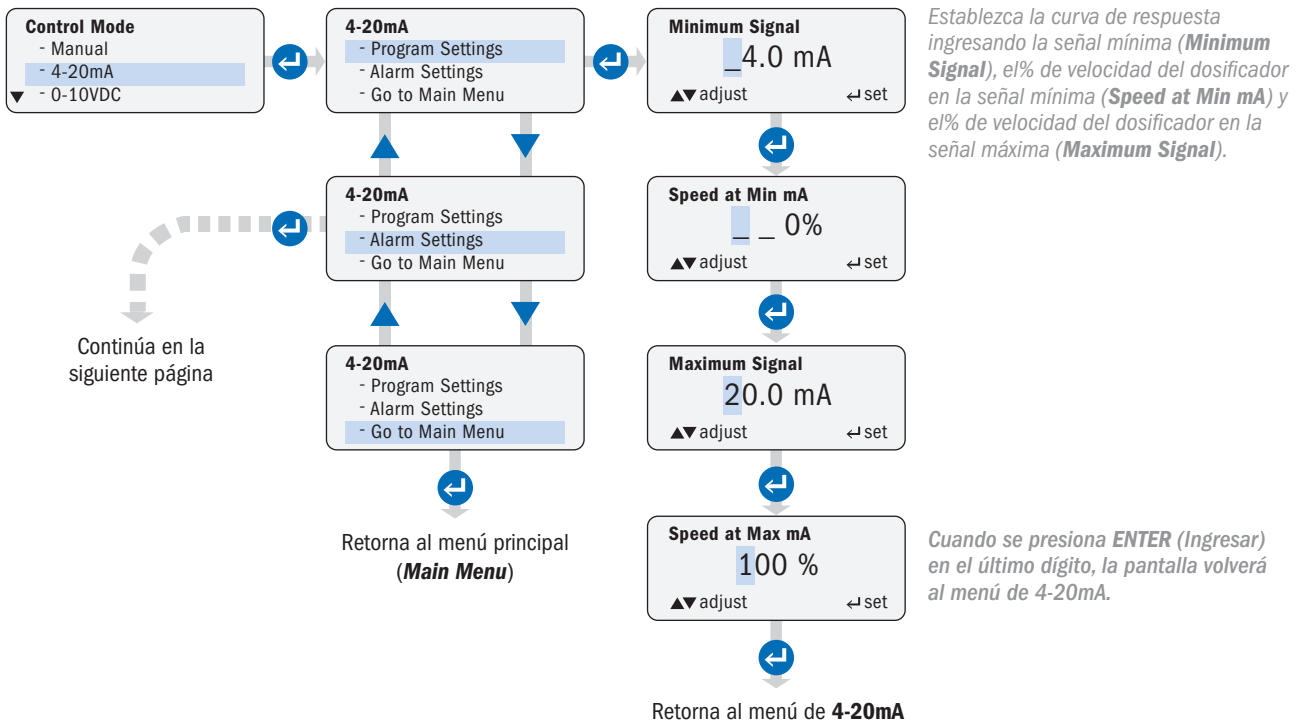 Control Mode
- Manual
- 4-20mA
▼ - 0-10VDC
4-20mA
- Program Settings
- Alarm Settings
- Go to Main Menu
Minimum Signal
_4.0 mA
▲▼ adjust ↵ set
Establezca la curva de respuesta
ingresando la señal mínima (Minimum
Signal), el% de velocidad del dosificador
en la señal mínima (Speed at Min mA) y
el% de velocidad del dosificador en la
señal máxima (Maximum Signal).
4-20mA
- Program Settings
- Alarm Settings
- Go to Main Menu
Speed at Min mA
_ _ 0%
▲▼ adjust ↵ set
Continúa en la
siguiente página
4-20mA
- Program Settings
- Alarm Settings
- Go to Main Menu
Maximum Signal
20.0 mA
▲▼ adjust ↵ set
Retorna al menú principal
(Main Menu)
Speed at Max mA
100 %
▲▼ adjust ↵ set
Cuando se presiona ENTER (Ingresar)
en el último dígito, la pantalla volverá
al menú de 4-20mA.
Retorna al menú de 4-20mA